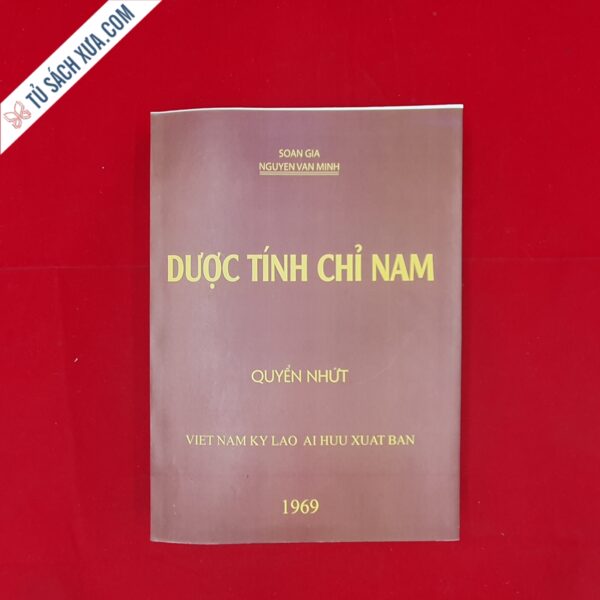 TỦ SÁCH XƯA.COM
SOAN GIA
NGUYEN VAN MINH
DƯỢC TÍNH CHỈ NAM
QUYỂN NHỨT
VIET NAM KY LAO AI HUU XUAT BAN
1969